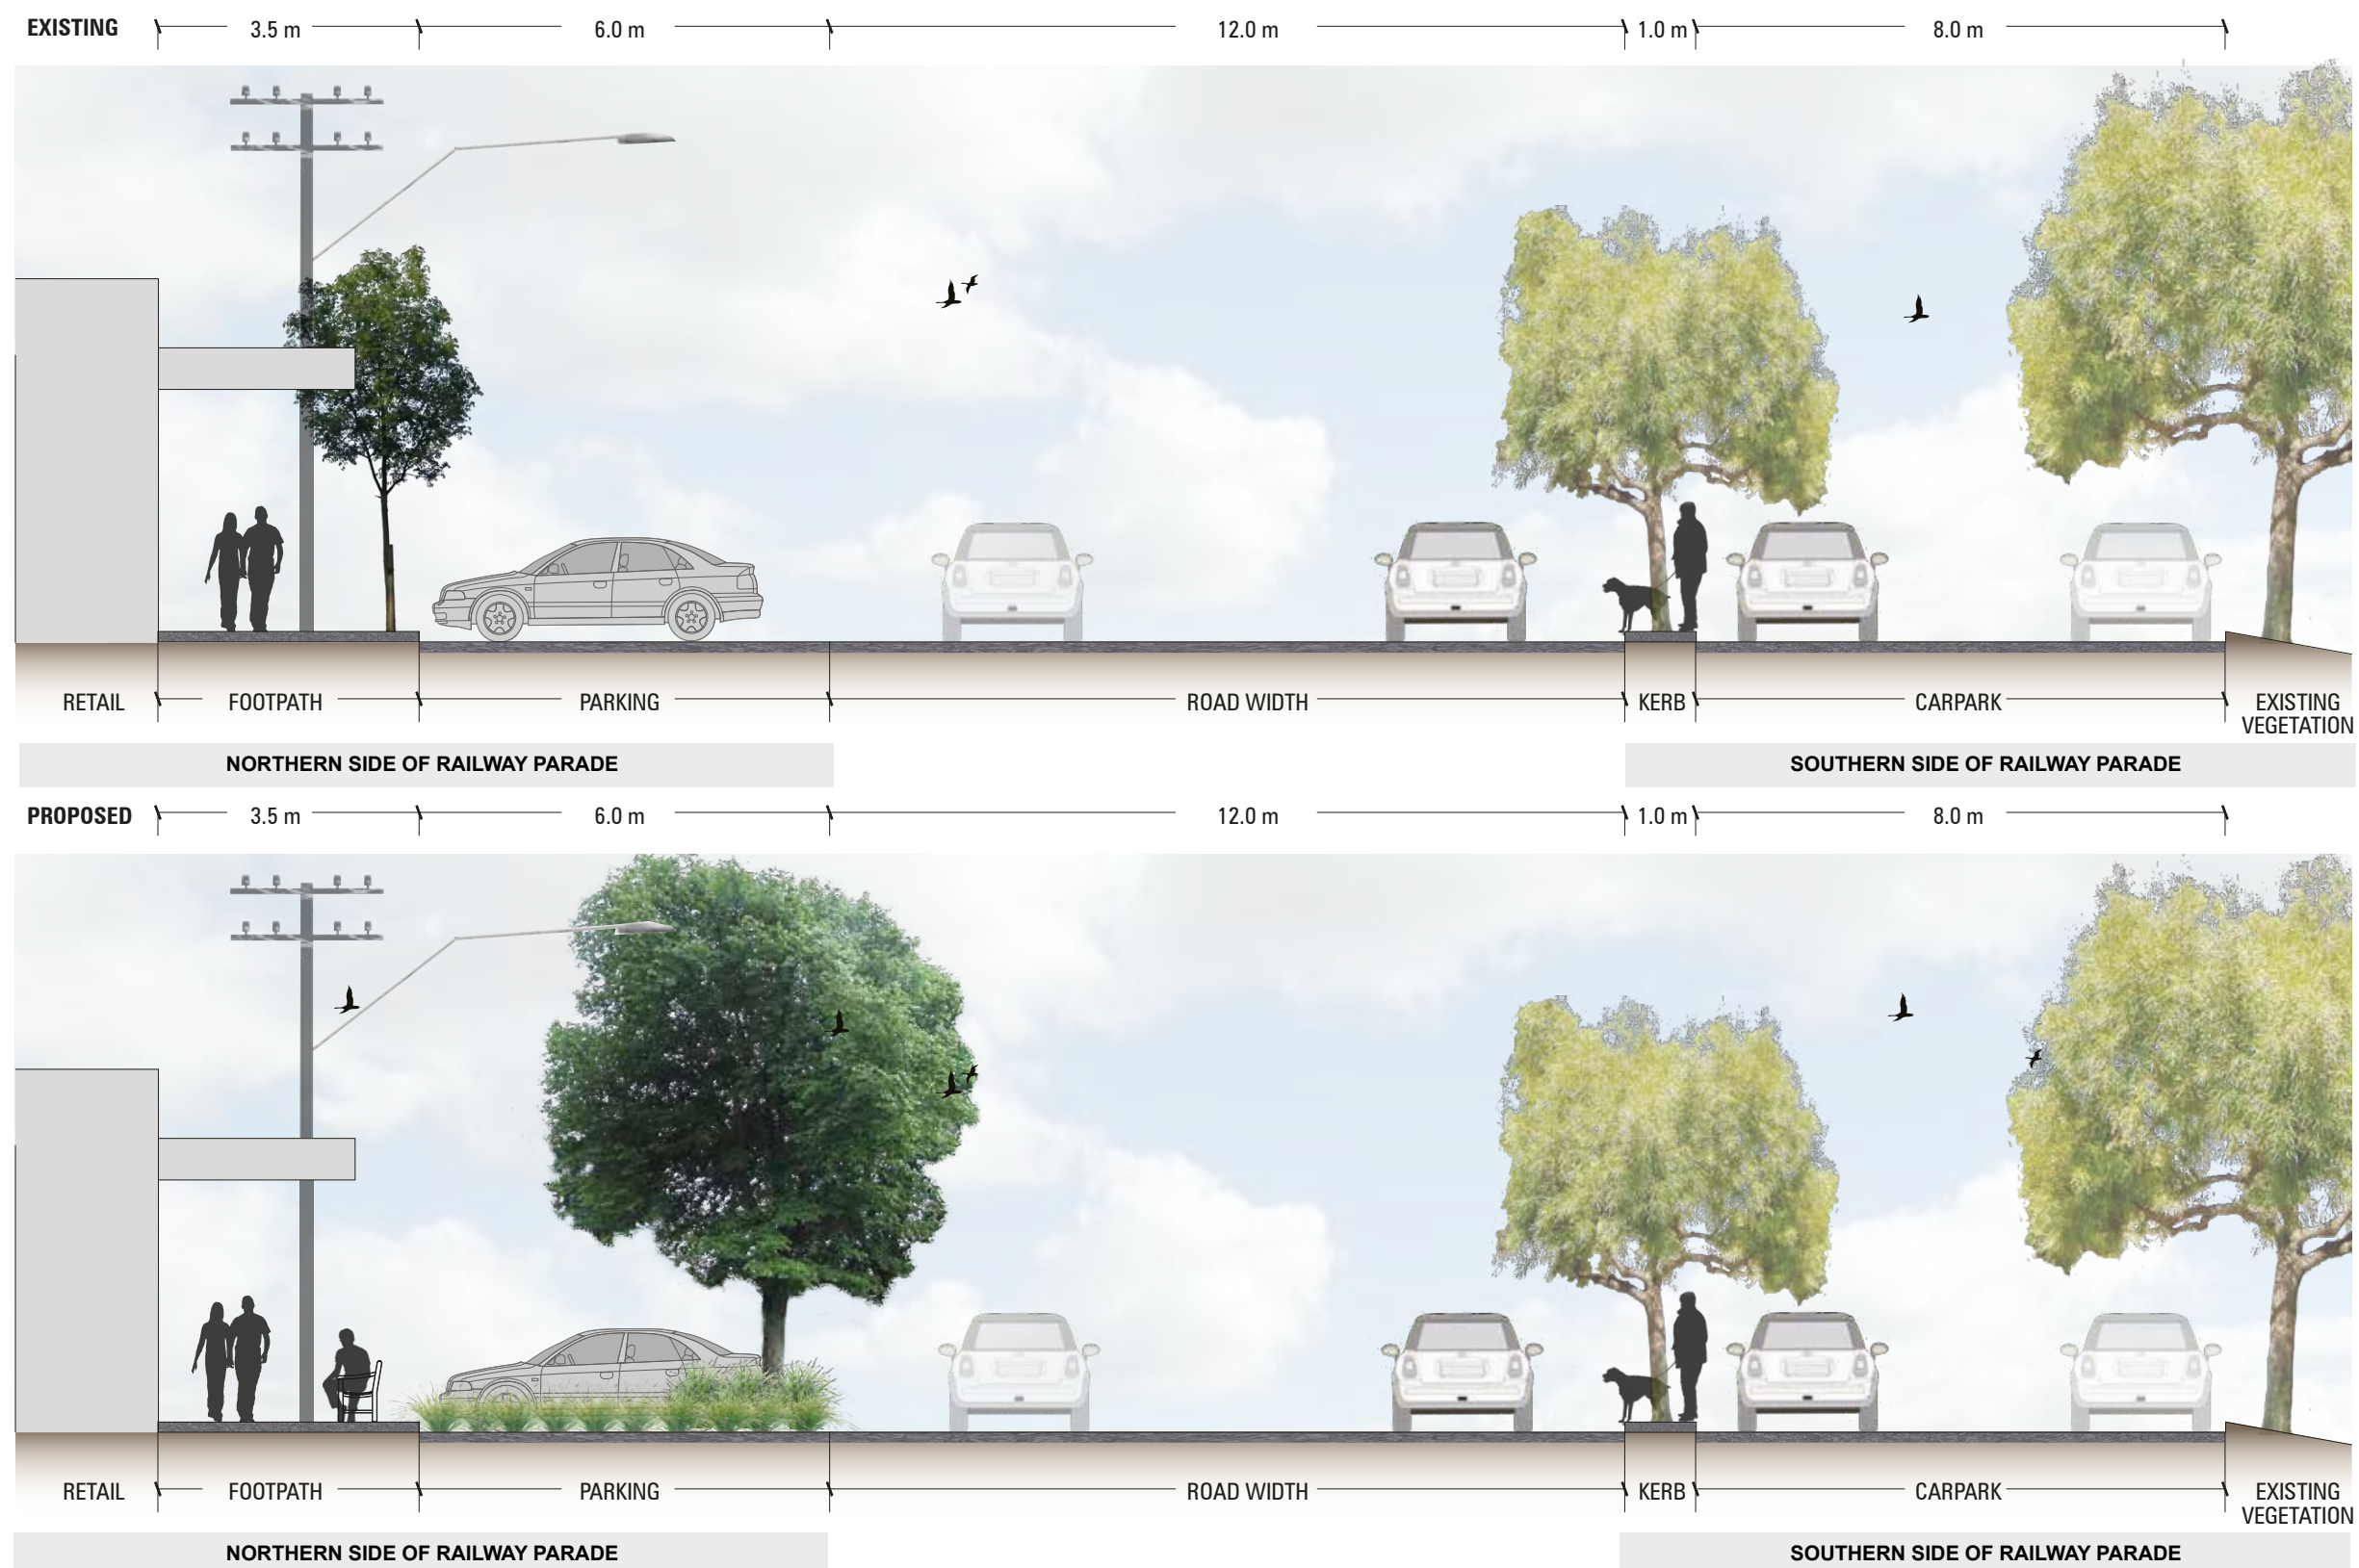 EXISTING 3.5 m 6.0 m 12.0 m 1.0 m 8.0 m
RETAIL FOOTPATH PARKING ROAD WIDTH KERB CARPARK EXISTING
VEGETATION
NORTHERN SIDE OF RAILWAY PARADE SOUTHERN SIDE OF RAILWAY PARADE
PROPOSED 3.5 m 6.0 m 12.0 m 1.0 m 8.0 m
RETAIL FOOTPATH PARKING ROAD WIDTH KERB CARPARK EXISTING
VEGETATION
NORTHERN SIDE OF RAILWAY PARADE SOUTHERN SIDE OF RAILWAY PARADE